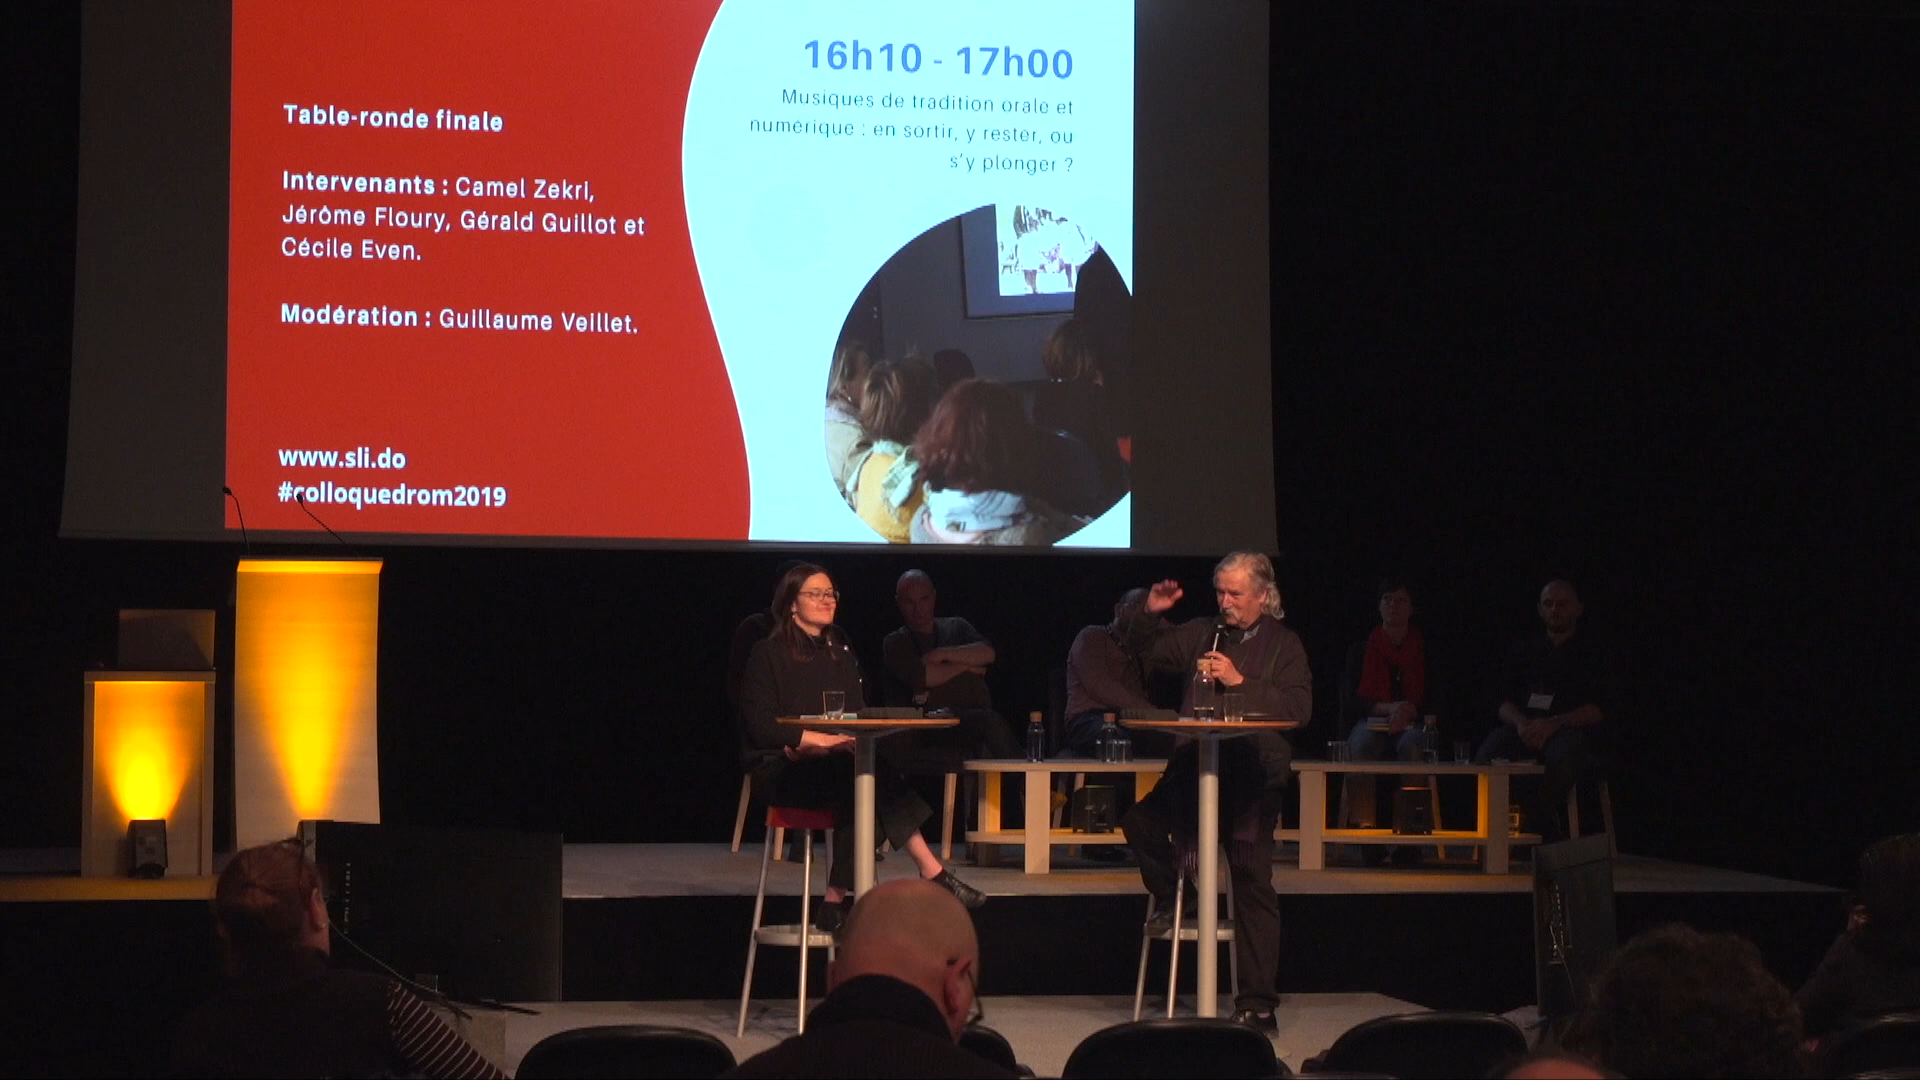 Table-ronde finale
Intervenants : Camel Zekri,
Jérôme Floury, Gérald Guillot et
Cécile Even.
Modération : Guillaume Veillet.
www.sli.do
#colloquedrom2019
16h10 - 17h00
Musiques de tradition orale et
numérique : en sortir, y rester, ou
s'y plonger ?